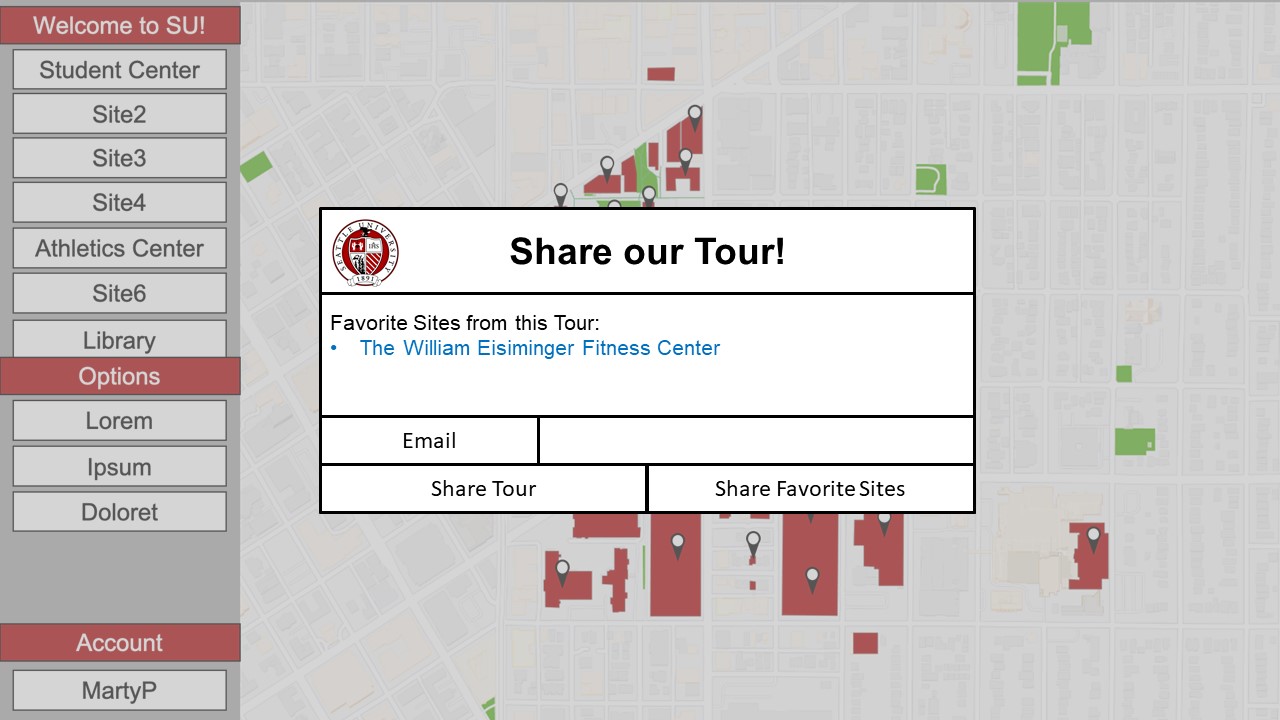 Welcome to SU!
Student Center
Site2
Site3
Site4
Athletics Center
Site6
Library
Options
Lorem
Ipsum
Doloret
Account
MartyP
SEATTLE UNIVERSITY
1891
Share our Tour!
Favorite Sites from this Tour:
• The William Eisiminger Fitness Center
Email
Share Tour
Share Favorite Sites